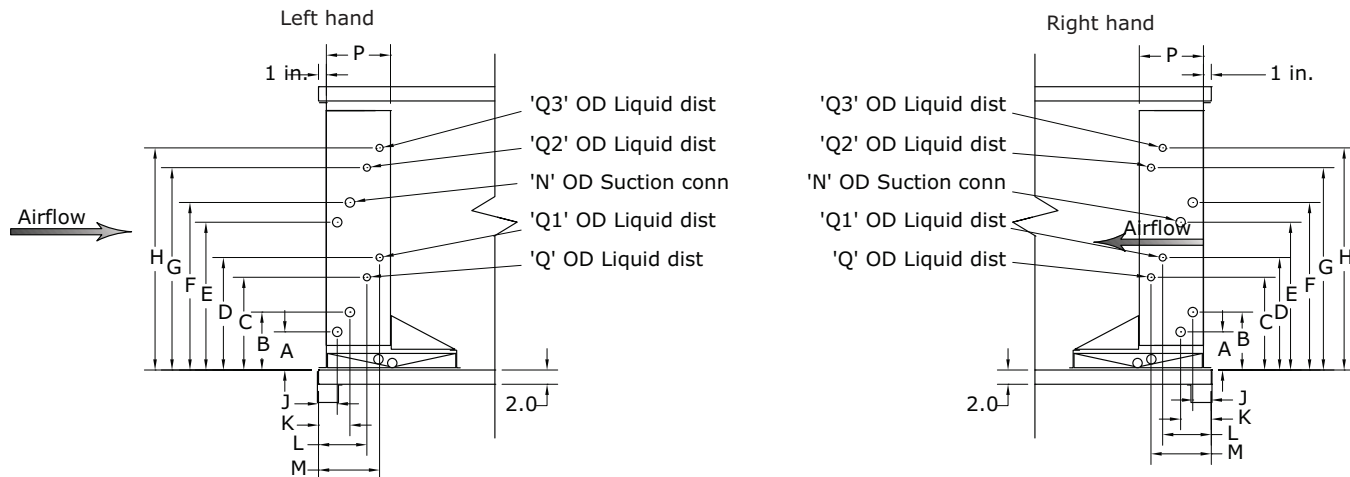 Left hand
P
1 in.
'Q3' OD Liquid dist
'Q2' OD Liquid dist
'N' OD Suction conn
'Q1' OD Liquid dist
'Q' OD Liquid dist
Airflow
H
G
F
E
D
C
B
A
J
K
L
M
2.0
Right hand
P
1 in.
'Q3' OD Liquid dist
'Q2' OD Liquid dist
'N' OD Suction conn
'Q1' OD Liquid dist
'Q' OD Liquid dist
Airflow
H
G
F
E
D
C
B
A
J
K
L
M
2.0